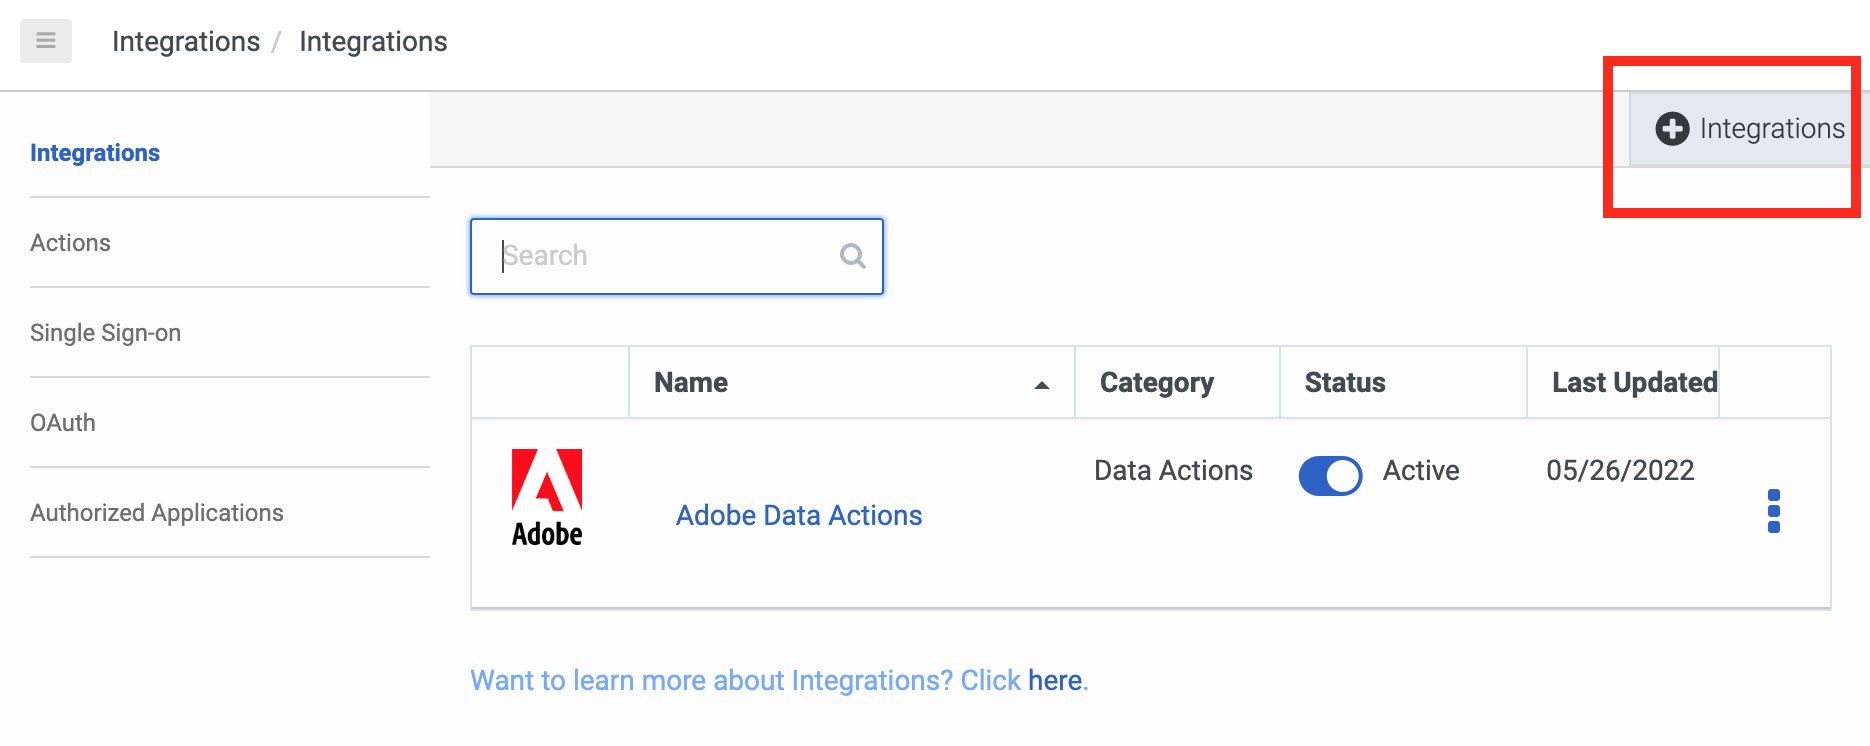 Integrations / Integrations
Integrations
Integrations
Actions
Single Sign-on
OAuth
Authorized Applications
Search
Name Category Status Last Updated
Adobe
Adobe Data Actions Data Actions Active 05/26/2022
Want to learn more about Integrations? Click here.